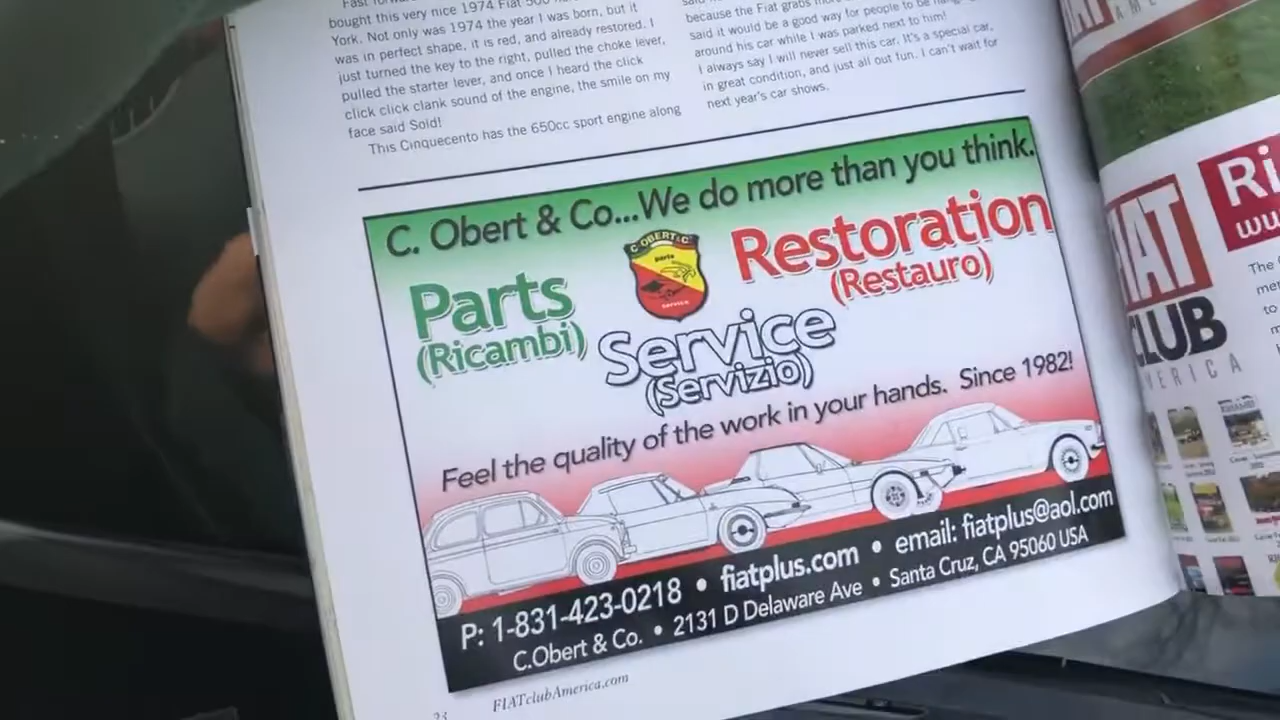 bought this very nice 1974 Fiat 500
York. Not only was 1974 the year I was born, but it
was in perfect shape, it is red, and already restored. I
just turned the key to the right, pulled the choke lever,
pulled the starter lever, and once I heard the click
click click clank sound of the engine, the smile on my
face said Sold!
This Cinquecento has the 650cc sport engine along
because the Fiat grabs
said it would be a good way for people to be
around his car while I was parked next to him!
I always say I will never sell this car. It's a special car,
in great condition, and just all out fun. I can't wait for
next year's car shows.
C. Obert & Co...We do more than you think.
C OBERT & C
Parts
SERVICE
Parts
(Ricambi)
Restoration
(Restauro)
Service
(Servizio)
Feel the quality of the work in your hands. Since 1982!
P: 1-831-423-0218 • fiatplus.com • email: fiatplus@aol.com
C.Obert & Co. • 2131 D Delaware Ave • Santa Cruz, CA 95060 USA
23
FIATclubAmerica.com
Ri
The
CLUB